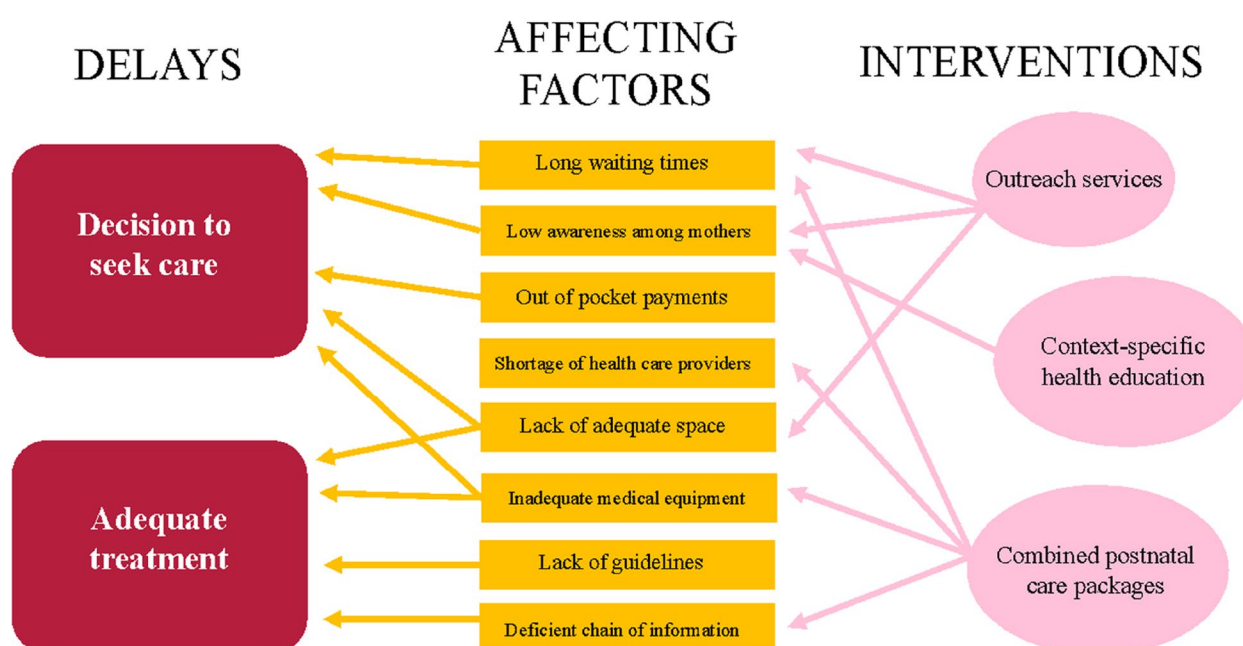 DELAYS
AFFECTING
FACTORS
INTERVENTIONS
Decision to
seek care
Adequate
treatment
Long waiting times
Low awareness among mothers
Out of pocket payments
Shortage of health care providers
Lack of adequate space
Inadequate medical equipment
Lack of guidelines
Deficient chain of information
Outreach services
Context-specific
health education
Combined postnatal
care packages